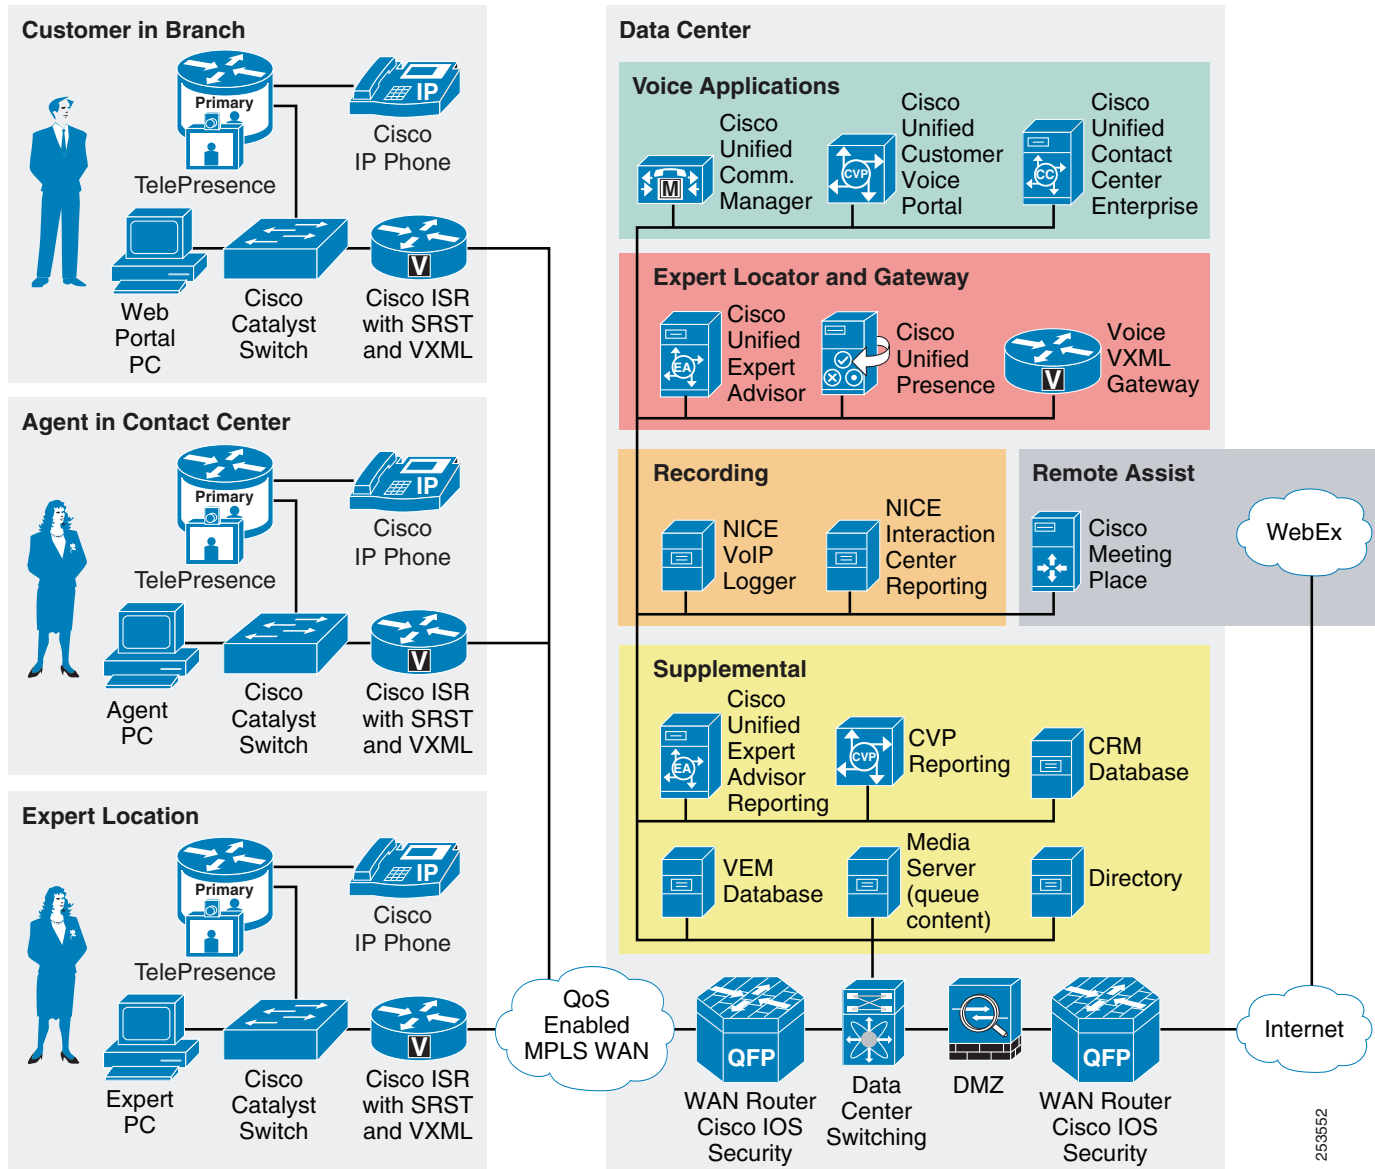 Customer in Branch
Primary
IP
TelePresence
Cisco
IP Phone
V
Web
Portal
PC
Cisco
Catalyst
Switch
Cisco ISR
with SRST
and VXML
Agent in Contact Center
Primary
IP
TelePresence
Cisco
IP Phone
V
Agent
PC
Cisco
Catalyst
Switch
Cisco ISR
with SRST
and VXML
Expert Location
Primary
IP
TelePresence
Cisco
IP Phone
V
Expert
PC
Cisco
Catalyst
Switch
Cisco ISR
with SRST
and VXML
QoS
Enabled
MPLS WAN
Data Center
Voice Applications
M
Cisco
Unified
Comm.
Manager
CVP
Cisco
Unified
Customer
Voice
Portal
CC
Cisco
Unified
Contact
Center
Enterprise
Expert Locator and Gateway
EA
Cisco
Unified
Expert
Advisor
Cisco
Unified
Presence
V
Voice
VXML
Gateway
Recording
NICE
VoIP
Logger
NICE
Interaction
Center
Reporting
Remote Assist
Cisco
Meeting
Place
WebEx
Supplemental
EA
Cisco
Unified
Expert
Advisor
Reporting
CVP
CVP
Reporting
CRM
Database
VEM
Database
Media
Server
(queue
content)
Directory
QFP
WAN Router
Cisco IOS
Security
Data
Center
Switching
DMZ
QFP
WAN Router
Cisco IOS
Security
Internet
253552